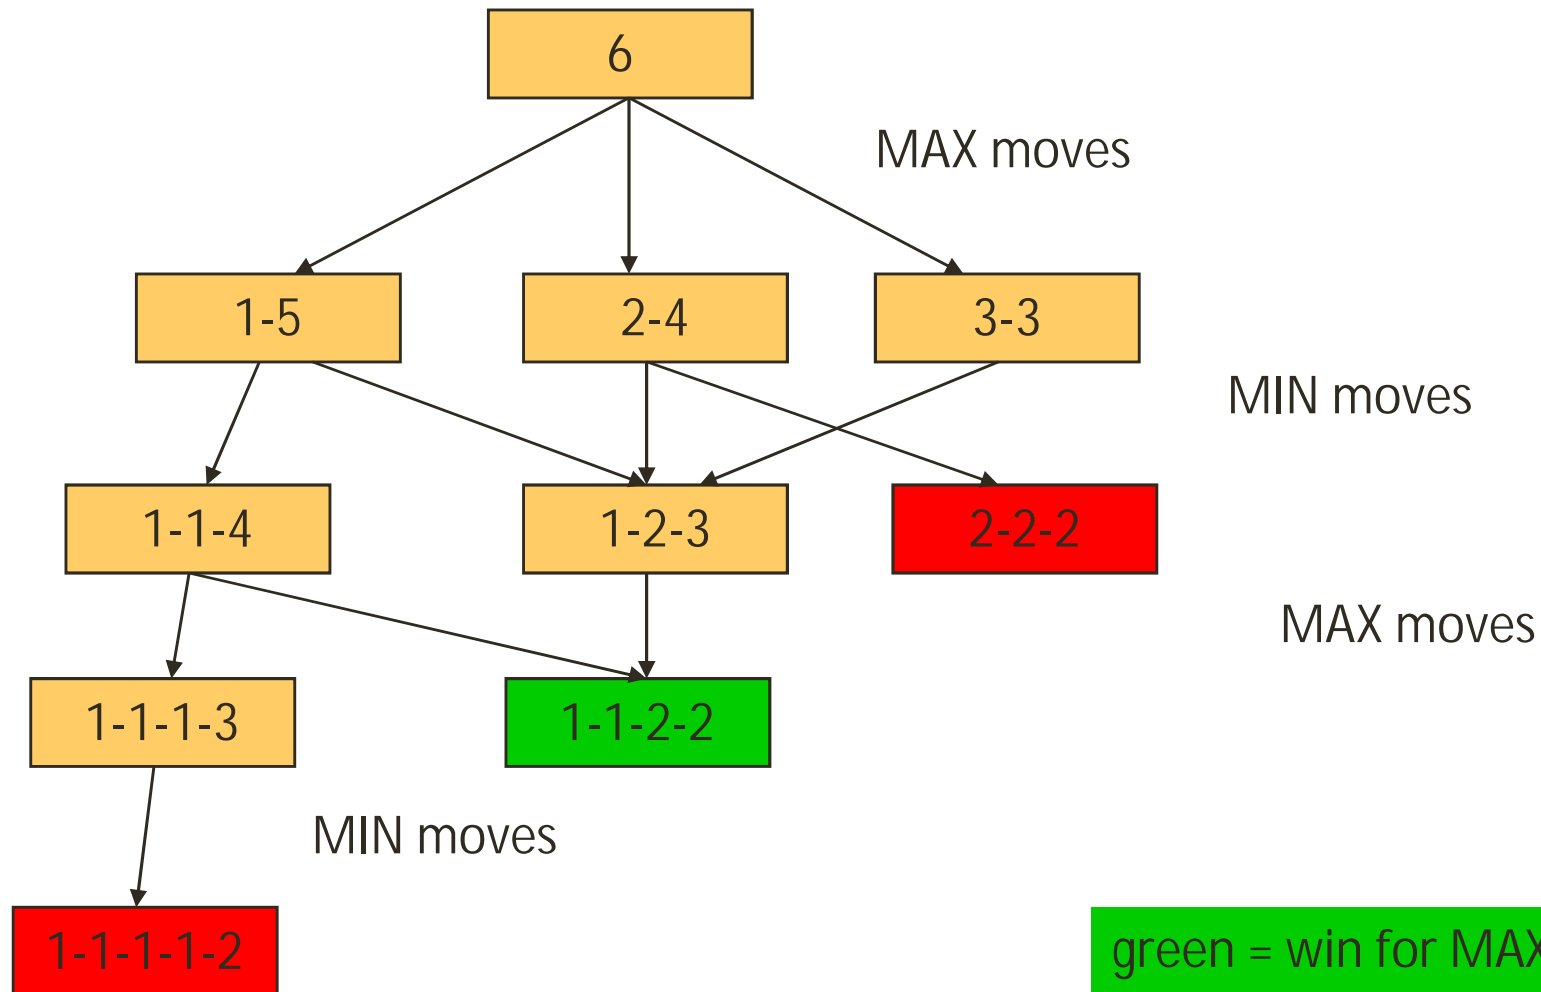 6
MAX moves
1-5
2-4
3-3
MIN moves
1-1-4
1-2-3
2-2-2
MAX moves
1-1-1-3
1-1-2-2
MIN moves
1-1-1-1-2
green = win for MAX